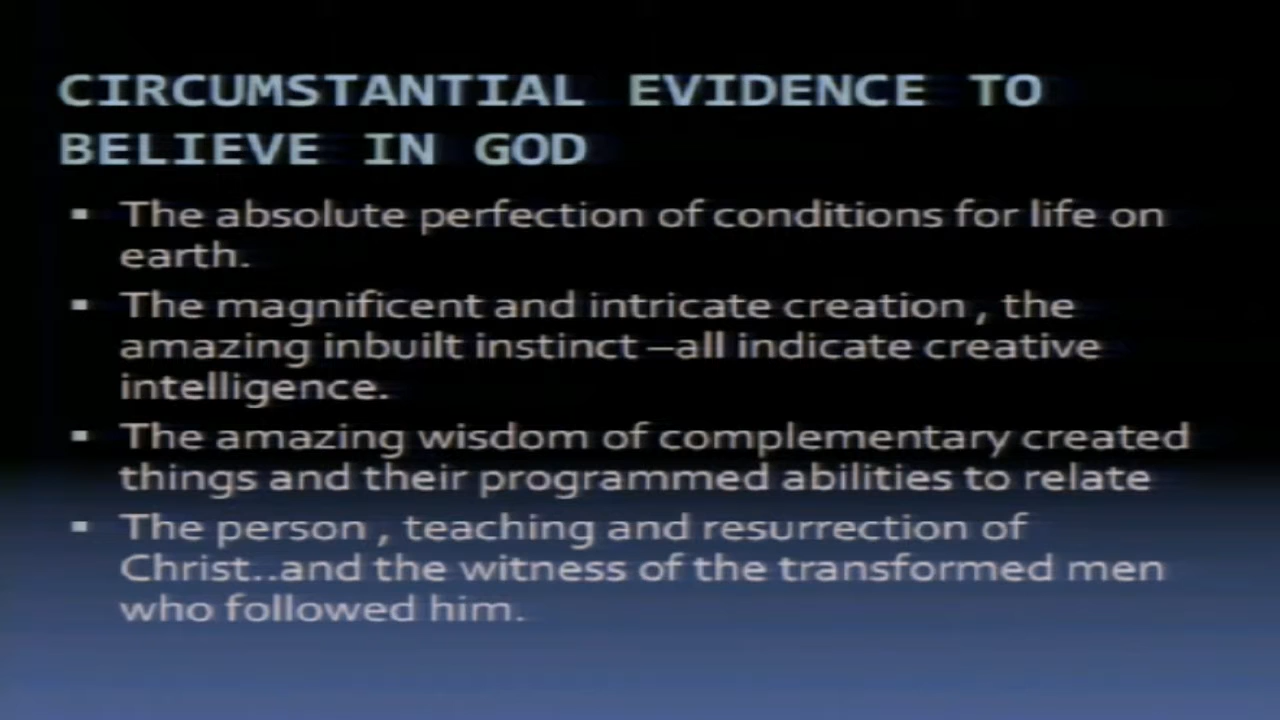 CIRCUMSTANTIAL EVIDENCE TO
BELIEVE IN GOD
▪ The absolute perfection of conditions for life on
earth.
▪ The magnificent and intricate creation , the
amazing inbuilt instinct –all indicate creative
intelligence.
▪ The amazing wisdom of complementary created
things and their programmed abilities to relate
▪ The person , teaching and resurrection of
Christ..and the witness of the transformed men
who followed him.